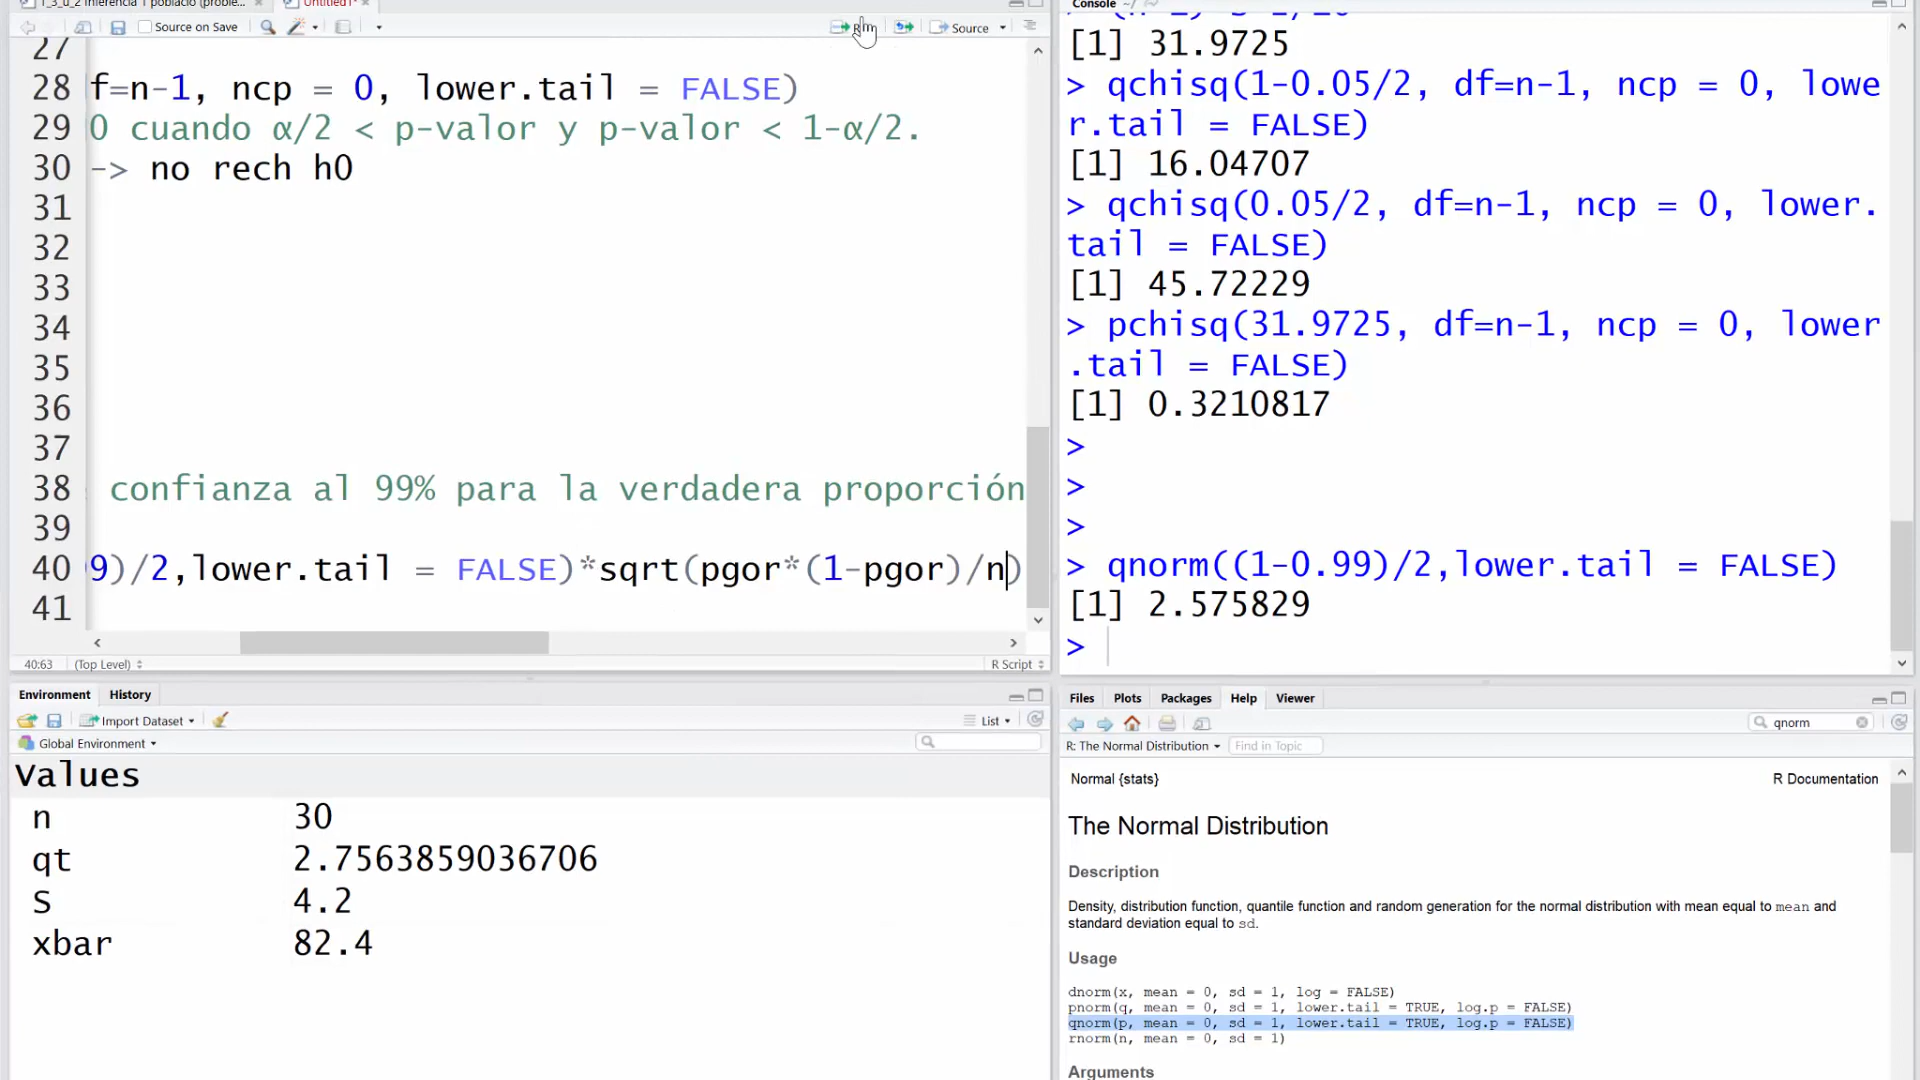 Untitled1*
Source on Save
Run
Source
27
28 f=n-1, ncp = 0, lower.tail = FALSE)
29 0 cuando α/2 < p-valor y p-valor < 1-α/2.
30 -> no rech h0
31
32
33
34
35
36
37
38 confianza al 99% para la verdadera proporción
39
40 9)/2,lower.tail = FALSE)*sqrt(pgor*(1-pgor)/n)
41
40:63 (Top Level) R Script
Console ~/
[1] 31.9725
> qchisq(1-0.05/2, df=n-1, ncp = 0, lowe
r.tail = FALSE)
[1] 16.04707
> qchisq(0.05/2, df=n-1, ncp = 0, lower.
tail = FALSE)
[1] 45.72229
> pchisq(31.9725, df=n-1, ncp = 0, lower
.tail = FALSE)
[1] 0.3210817
>
>
>
> qnorm((1-0.99)/2,lower.tail = FALSE)
[1] 2.575829
>
Environment History
Import Dataset List
Global Environment
Values
n 30
qt 2.7563859036706
S 4.2
xbar 82.4
Files Plots Packages Help Viewer
qnorm
R: The Normal Distribution Find in Topic
Normal {stats} R Documentation
The Normal Distribution
Description
Density, distribution function, quantile function and random generation for the normal distribution with mean equal to mean and
standard deviation equal to sd.
Usage
dnorm(x, mean = 0, sd = 1, log = FALSE)
pnorm(q, mean = 0, sd = 1, lower.tail = TRUE, log.p = FALSE)
qnorm(p, mean = 0, sd = 1, lower.tail = TRUE, log.p = FALSE)
rnorm(n, mean = 0, sd = 1)
Arguments